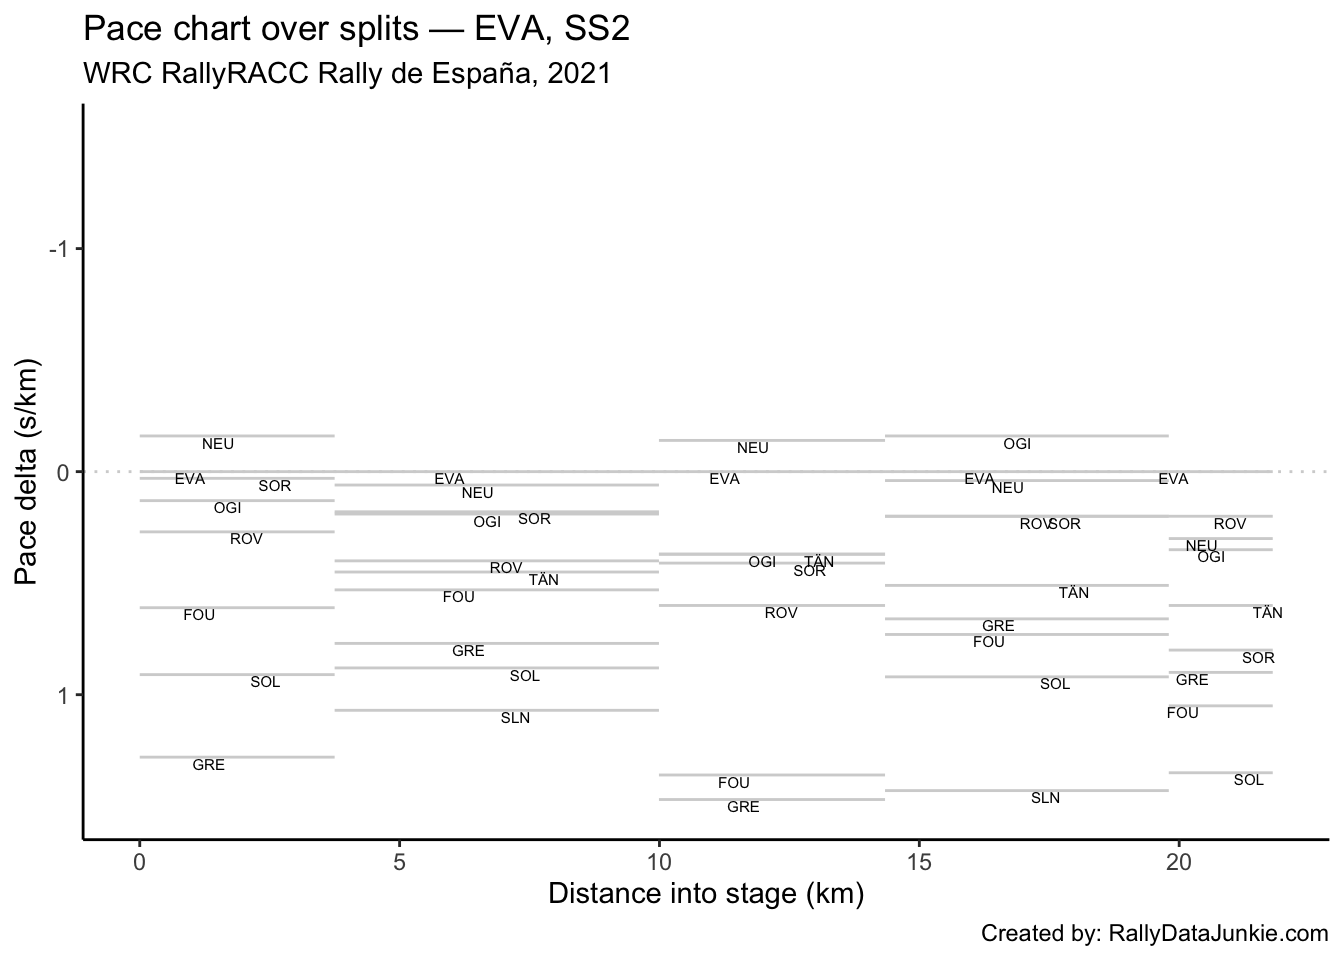 Pace chart over splits — EVA, SS2
WRC RallyRACC Rally de España, 2021
Pace delta (s/km)
-1
0
1
NEU
EVA
SOR
OGI
ROV
FOU
SOL
GRE
EVA
NEU
OGI
SOR
ROV
TÄN
FOU
GRE
SOL
SLN
NEU
EVA
OGI
TÄN
SOR
ROV
FOU
GRE
OGI
EVA
NEU
ROV
SOR
TÄN
GRE
FOU
SOL
SLN
EVA
ROV
NEU
OGI
TÄN
SOR
GRE
FOU
SOL
0 5 10 15 20
Distance into stage (km)
Created by: RallyDataJunkie.com